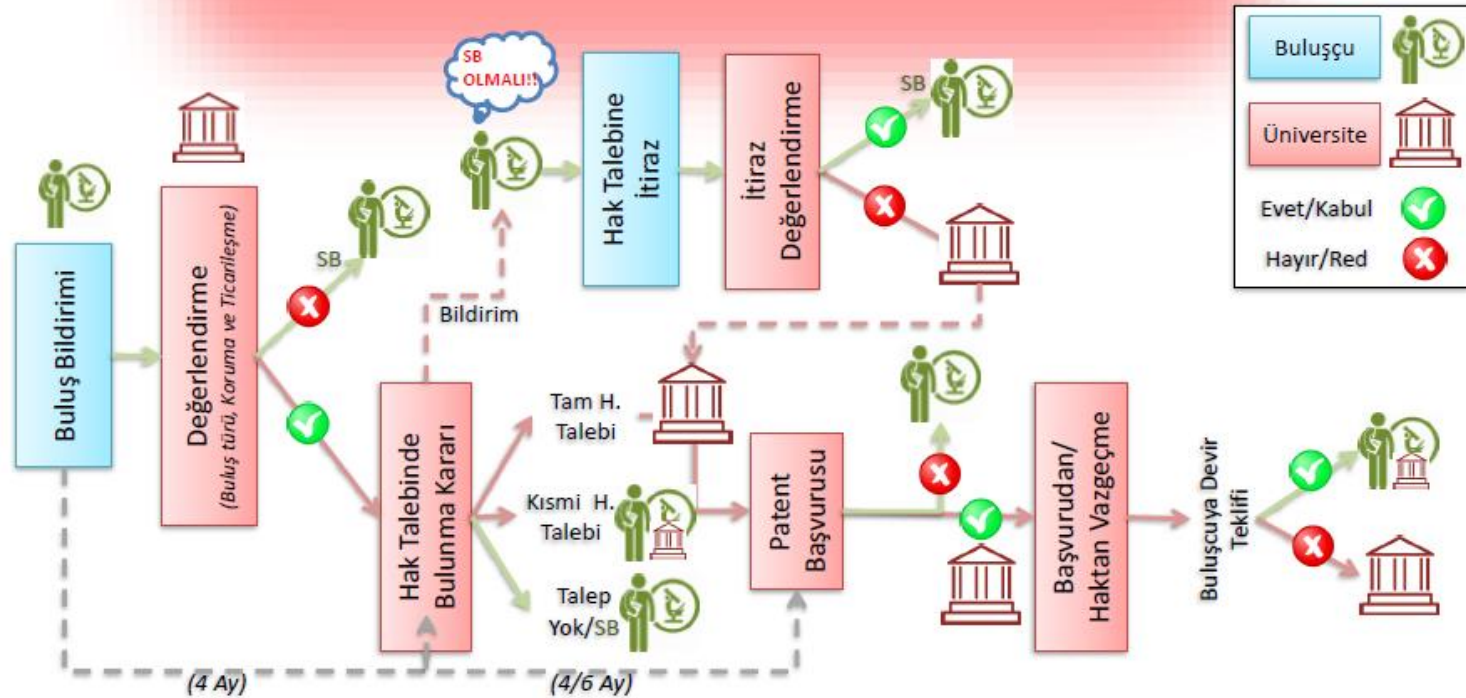 SB
OLMALI!!
Buluş Bildirimi
Değerlendirme
(Buluş türü, Koruma ve Ticarileşme)
SB
Bildirim
Hak Talebine
İtiraz
İtiraz
Değerlendirme
SB
Hak Talebinde
Bulunma Kararı
Tam H.
Talebi
Kısmi H.
Talebi
Talep
Yok/SB
Patent
Başvurusu
Başvurudan/
Haktan Vazgeçme
Buluşcuya Devir
Teklifi
(4 Ay)
(4/6 Ay)
Buluşçu
Üniversite
Evet/Kabul
Hayır/Red